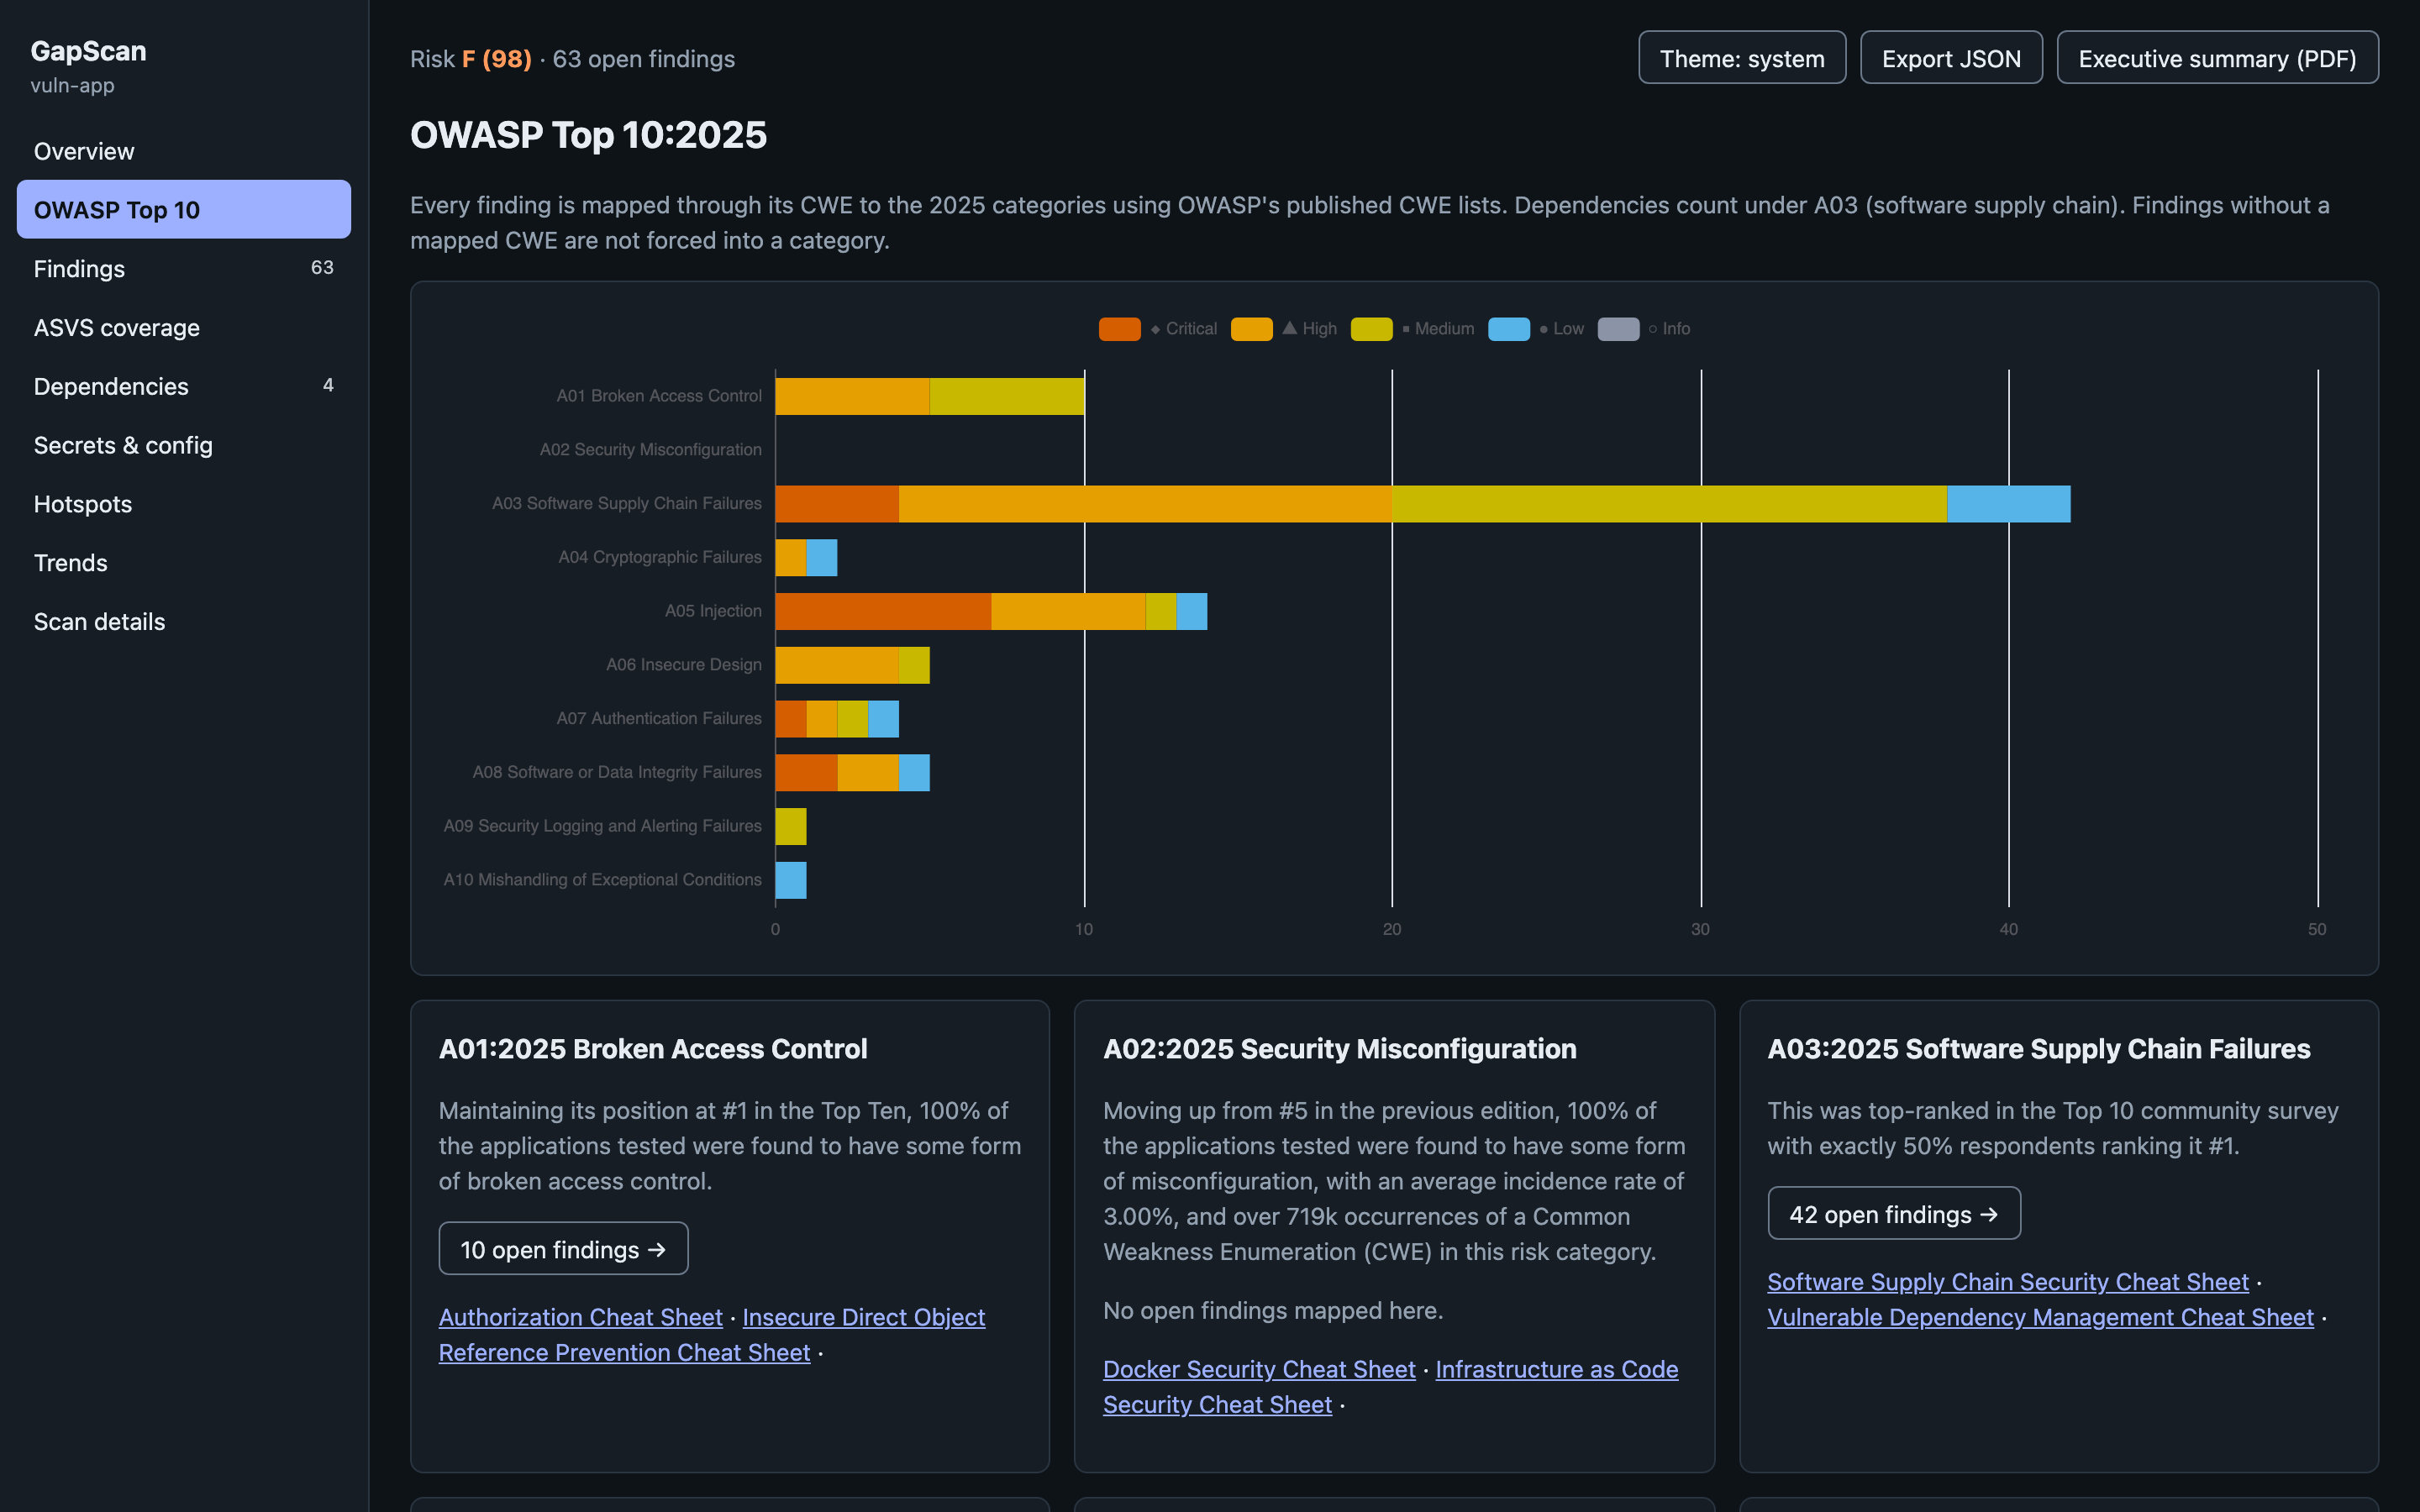 GapScan
vuln-app
Overview
OWASP Top 10
Findings 63
ASVS coverage
Dependencies 4
Secrets & config
Hotspots
Trends
Scan details
Risk F (98) · 63 open findings
Theme: system
Export JSON
Executive summary (PDF)
OWASP Top 10:2025
Every finding is mapped through its CWE to the 2025 categories using OWASP's published CWE lists. Dependencies count under A03 (software supply chain). Findings without a
mapped CWE are not forced into a category.
◆ Critical ▲ High ■ Medium ● Low ○ Info
A01 Broken Access Control
A02 Security Misconfiguration
A03 Software Supply Chain Failures
A04 Cryptographic Failures
A05 Injection
A06 Insecure Design
A07 Authentication Failures
A08 Software or Data Integrity Failures
A09 Security Logging and Alerting Failures
A10 Mishandling of Exceptional Conditions
0 10 20 30 40 50
A01:2025 Broken Access Control
Maintaining its position at #1 in the Top Ten, 100% of
the applications tested were found to have some form
of broken access control.
10 open findings →
Authorization Cheat Sheet · Insecure Direct Object
Reference Prevention Cheat Sheet ·
A02:2025 Security Misconfiguration
Moving up from #5 in the previous edition, 100% of
the applications tested were found to have some form
of misconfiguration, with an average incidence rate of
3.00%, and over 719k occurrences of a Common
Weakness Enumeration (CWE) in this risk category.
No open findings mapped here.
Docker Security Cheat Sheet · Infrastructure as Code
Security Cheat Sheet ·
A03:2025 Software Supply Chain Failures
This was top-ranked in the Top 10 community survey
with exactly 50% respondents ranking it #1.
42 open findings →
Software Supply Chain Security Cheat Sheet ·
Vulnerable Dependency Management Cheat Sheet ·